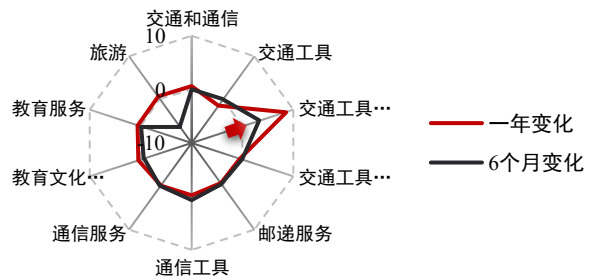 交通和通信
10
旅游
交通工具
0
教育服务
交通工具…
一年变化
-10
6个月变化
教育文化…
交通工具…
通信服务
邮递服务
通信工具